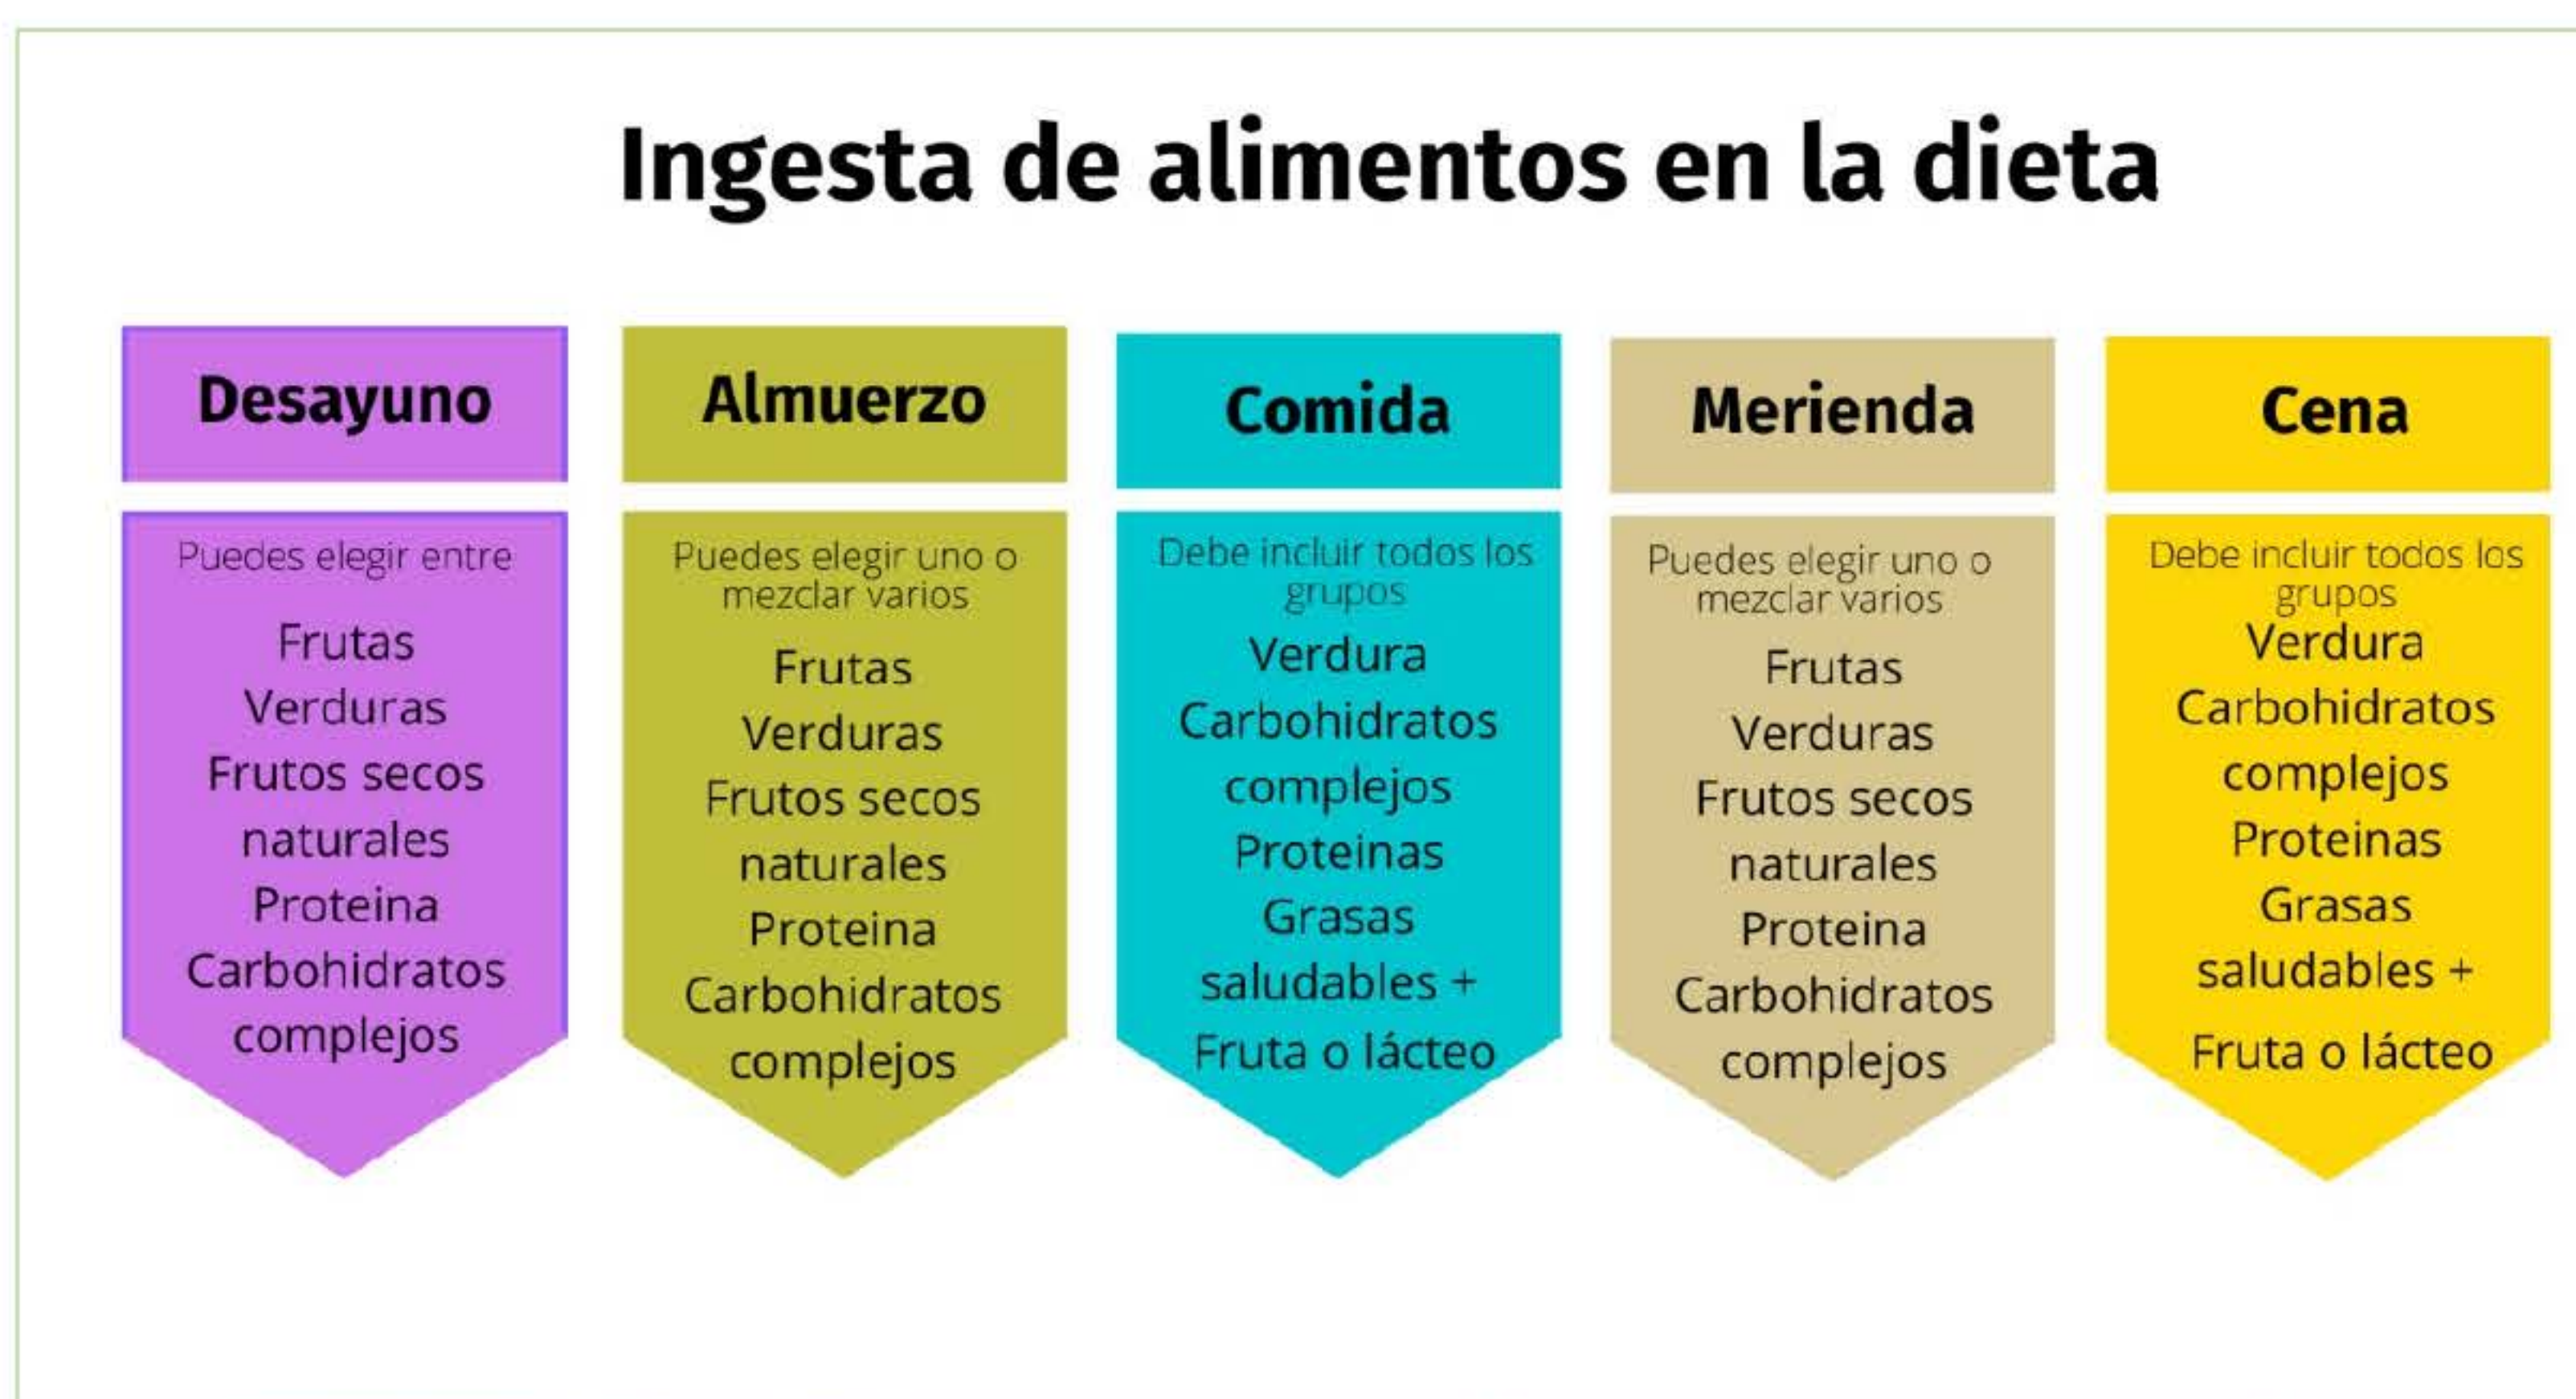 Ingesta de alimentos en la dieta
Desayuno
Puedes elegir entre
Frutas
Verduras
Frutos secos
naturales
Proteina
Carbohidratos
complejos
Almuerzo
Puedes elegir uno o
mezclar varios
Frutas
Verduras
Frutos secos
naturales
Proteina
Carbohidratos
complejos
Comida
Debe incluir todos los
grupos
Verdura
Carbohidratos
complejos
Proteinas
Grasas
saludables +
Fruta o lácteo
Merienda
Puedes elegir uno o
mezclar varios
Frutas
Verduras
Frutos secos
naturales
Proteina
Carbohidratos
complejos
Cena
Debe incluir todos los
grupos
Verdura
Carbohidratos
complejos
Proteinas
Grasas
saludables +
Fruta o lácteo